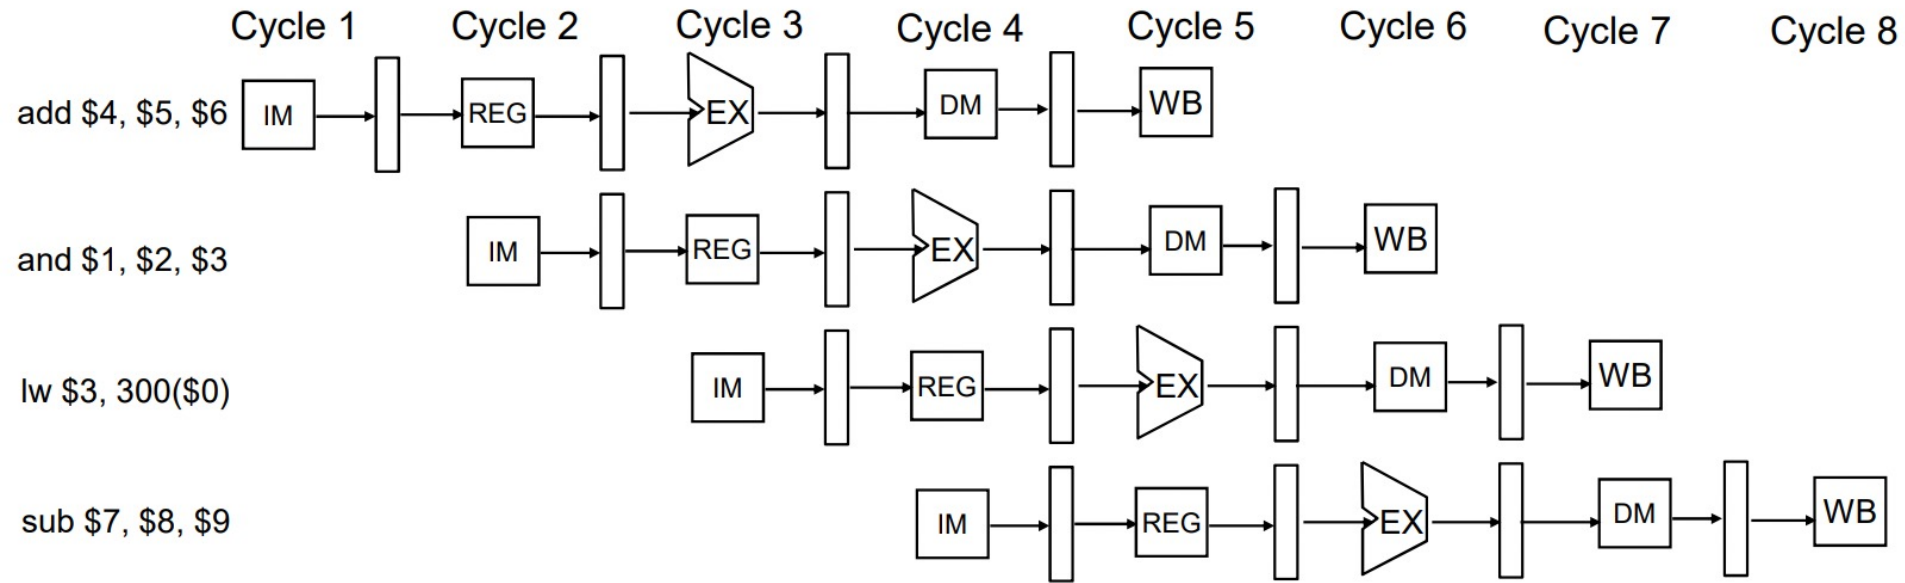 Cycle 1 Cycle 2 Cycle 3 Cycle 4 Cycle 5 Cycle 6 Cycle 7 Cycle 8
add $4, $5, $6 IM REG EX DM WB
and $1, $2, $3 IM REG EX DM WB
lw $3, 300($0) IM REG EX DM WB
sub $7, $8, $9 IM REG EX DM WB